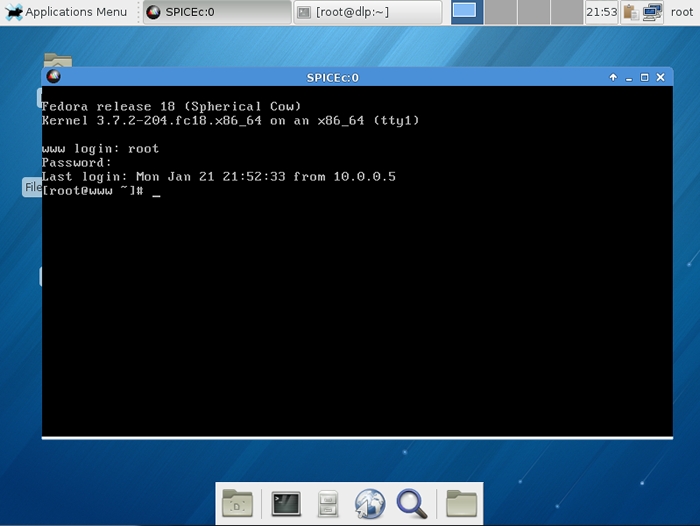 Applications Menu
SPICEc:0
[root@dlp:~]
21:53
root
SPICEc:0
Fedora release 18 (Spherical Cow)
Kernel 3.7.2-204.fc18.x86_64 on an x86_64 (tty1)
www login: root
Password:
Last login: Mon Jan 21 21:52:33 from 10.0.0.5
File
[root@www ~]# _